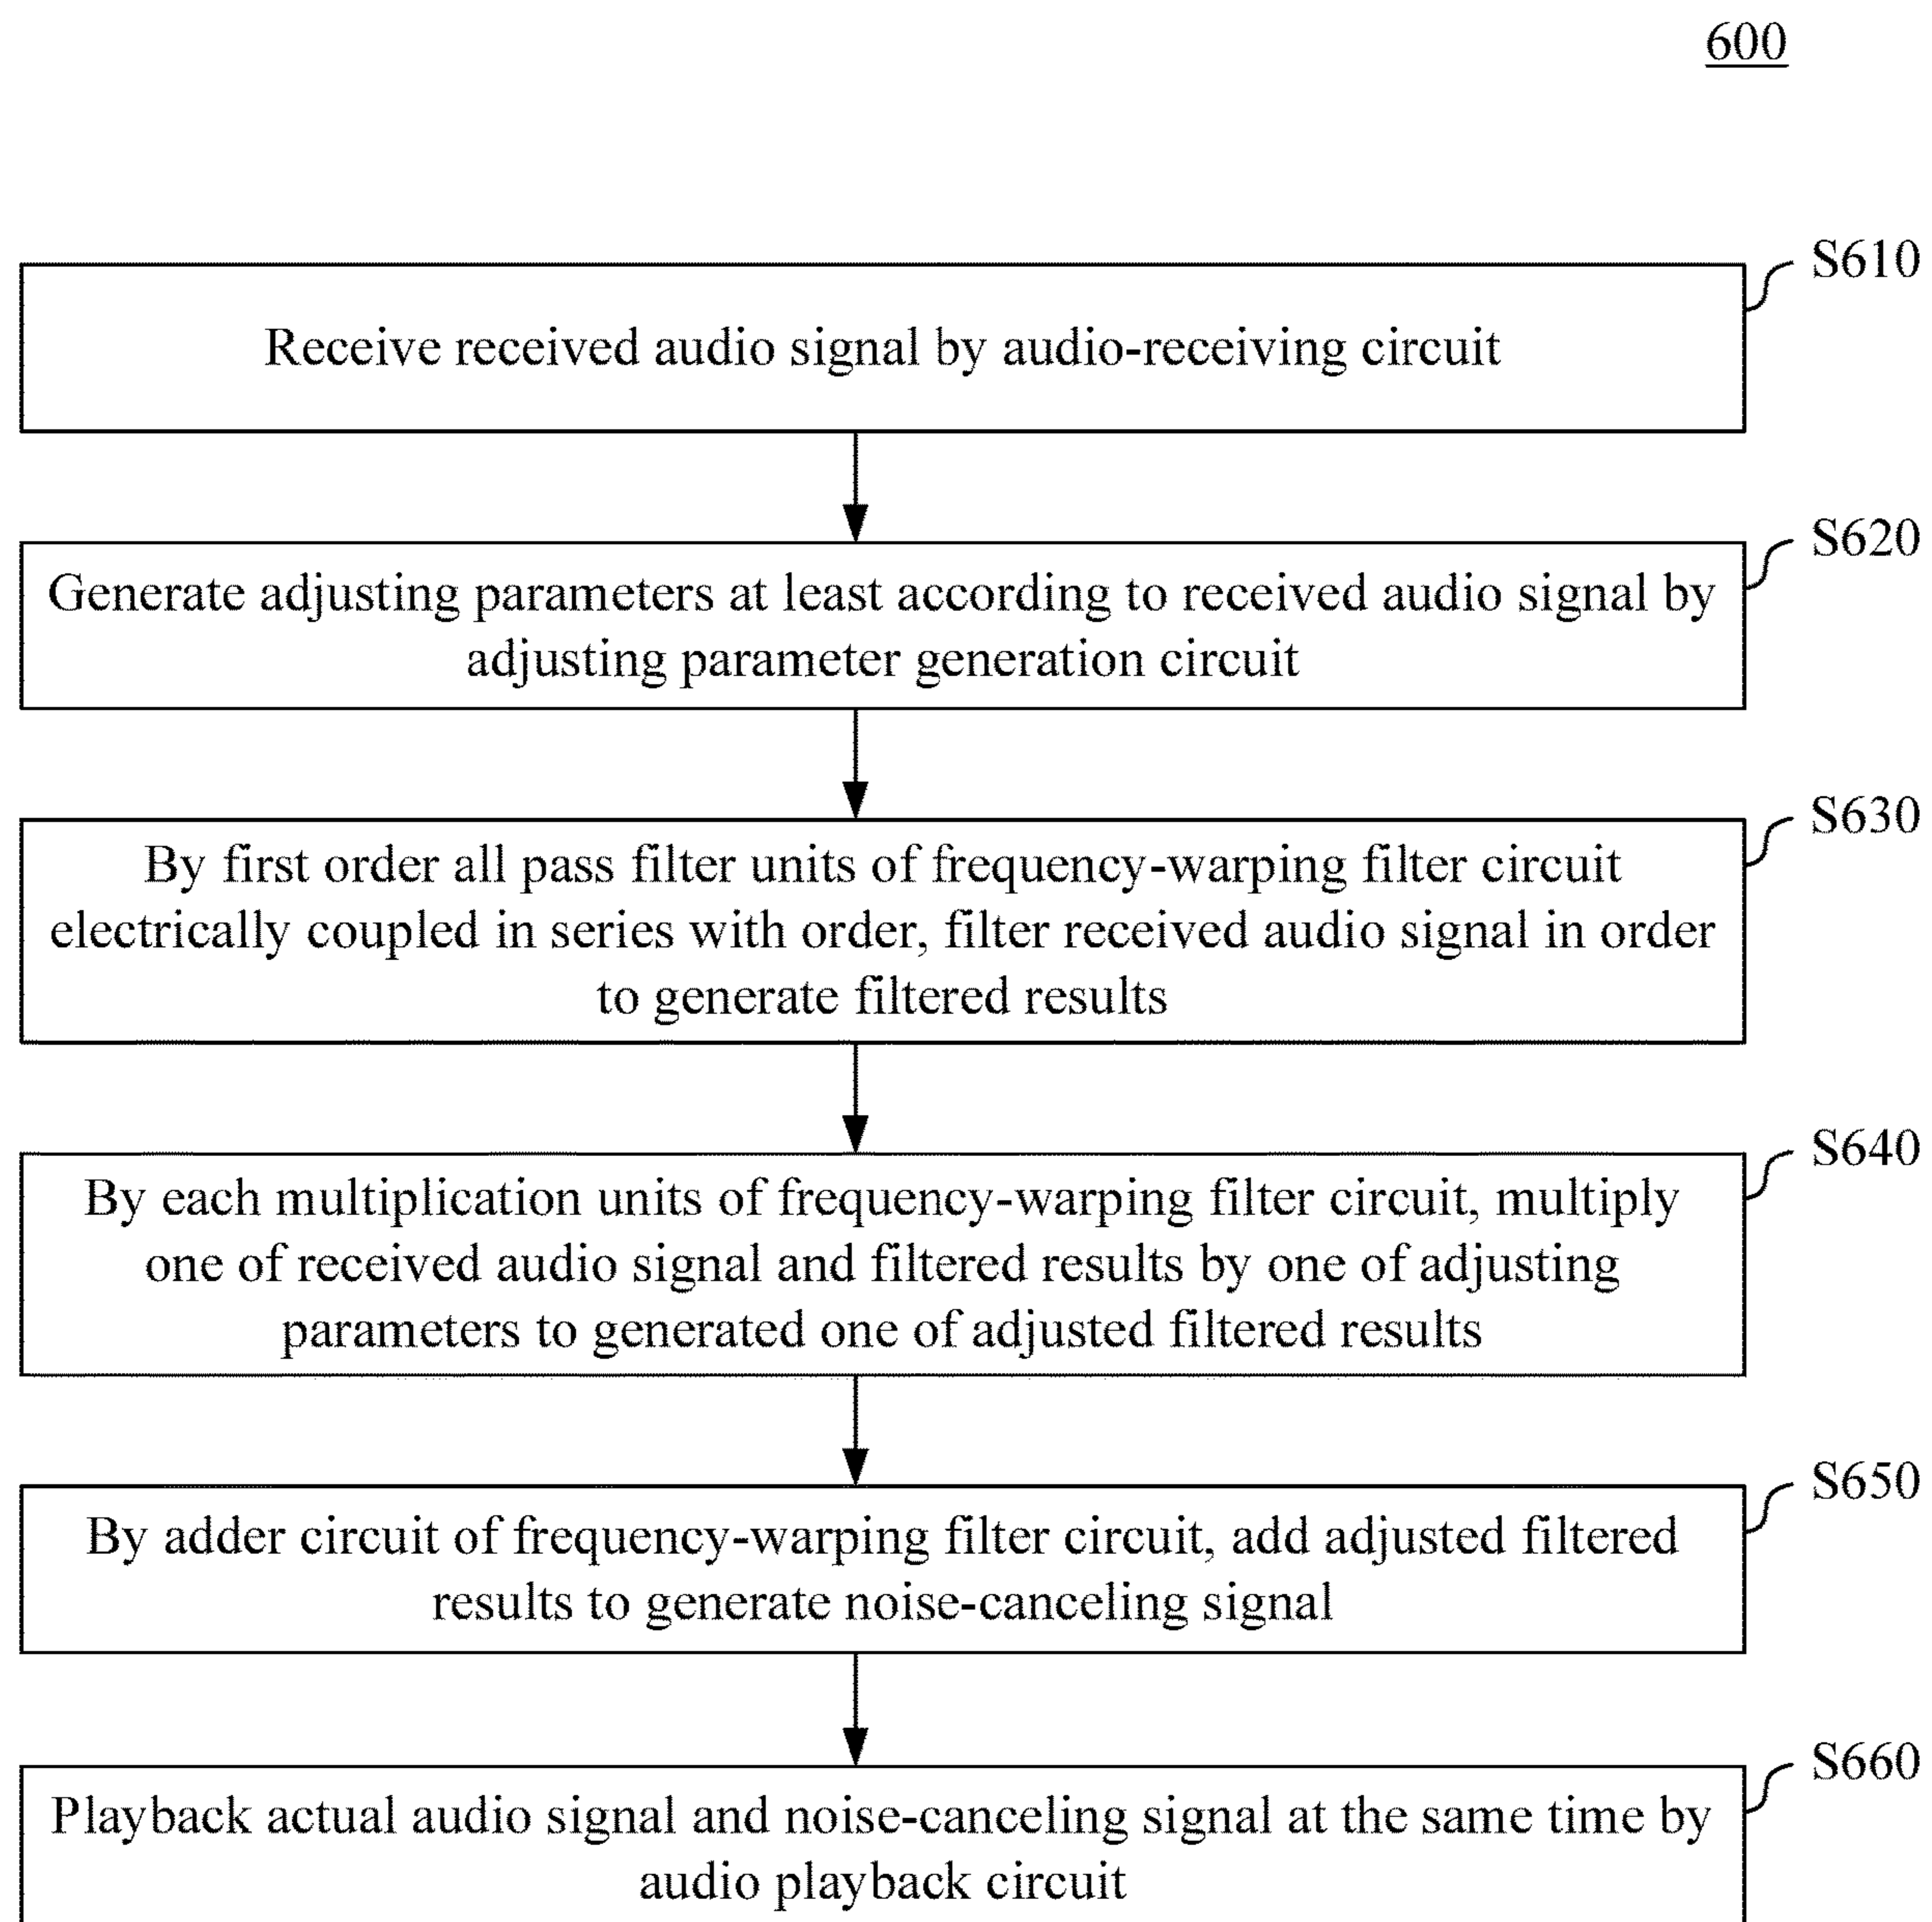 600
S610
Receive received audio signal by audio-receiving circuit
S620
Generate adjusting parameters at least according to received audio signal by
adjusting parameter generation circuit
S630
By first order all pass filter units of frequency-warping filter circuit
electrically coupled in series with order, filter received audio signal in order
to generate filtered results
S640
By each multiplication units of frequency-warping filter circuit, multiply
one of received audio signal and filtered results by one of adjusting
parameters to generated one of adjusted filtered results
S650
By adder circuit of frequency-warping filter circuit, add adjusted filtered
results to generate noise-canceling signal
S660
Playback actual audio signal and noise-canceling signal at the same time by
audio playback circuit